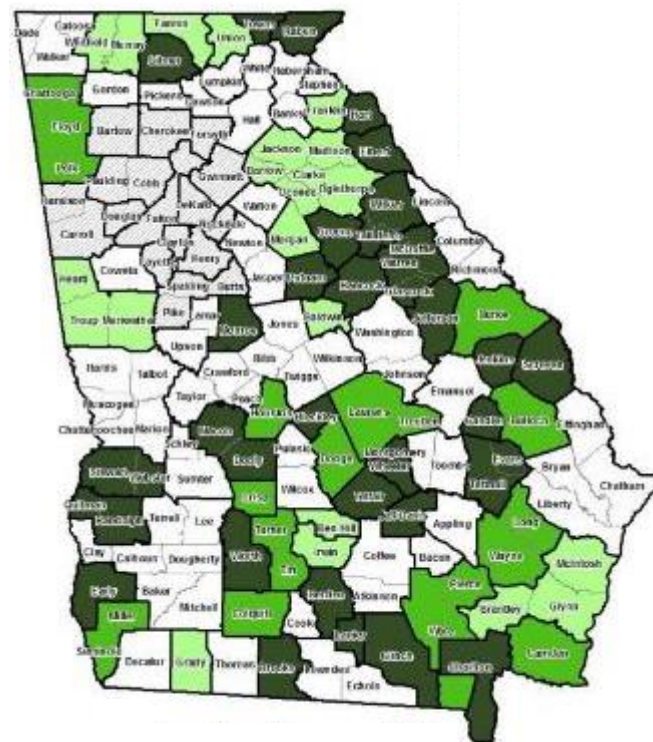 Dade
Catoosa
Whitfield
Murray
Fannin
Union
Towns
Rabun
Walker
Gilmer
White
Habersham
Lumpkin
Stephens
Chattooga
Gordon
Pickens
Dawson
Hall
Banks
Franklin
Hart
Floyd
Bartow
Cherokee
Forsyth
Jackson
Madison
Elbert
Polk
Paulding
Cobb
Gwinnett
Barrow
Clarke
Oconee
Oglethorpe
Wilkes
Lincoln
Haralson
Douglas
Fulton
DeKalb
Rockdale
Walton
Morgan
Greene
Columbia
Carroll
Clayton
Fayette
Henry
Newton
Warren
Richmond
Heard
Coweta
Spalding
Butts
Jasper
Putnam
Hancock
Troup
Meriwether
Pike
Lamar
Monroe
Jones
Baldwin
Washington
Jefferson
Burke
Upson
Bibb
Wilkinson
Jenkins
Screven
Harris
Talbot
Crawford
Twiggs
Johnson
Emanuel
Taylor
Peach
Houston
Laurens
Treutlen
Candler
Bulloch
Effingham
Muscogee
Chattahoochee
Marion
Macon
Schley
Pulaski
Dodge
Montgomery
Wheeler
Toombs
Evans
Bryan
Chatham
Stewart
Sumter
Dooly
Wilcox
Telfair
Tattnall
Liberty
Quitman
Randolph
Terrell
Lee
Crisp
Turner
Ben Hill
Jeff Davis
Appling
Long
Clay
Calhoun
Dougherty
Worth
Coffee
Bacon
Wayne
McIntosh
Early
Baker
Mitchell
Tift
Irwin
Pierce
Brantley
Glynn
Miller
Colquitt
Berrien
Cook
Atkinson
Ware
Seminole
Decatur
Grady
Thomas
Brooks
Lowndes
Lanier
Echols
Clinch
Charlton
Camden